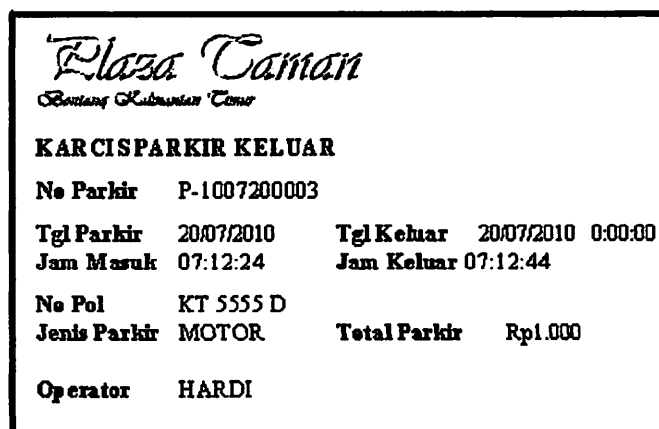 Plaza Taman
Bontang Kalimantan Timur
KARCIS PARKIR KELUAR
No Parkir P-1007200003
Tgl Parkir 20/07/2010 Tgl Keluar 20/07/2010 0:00:00
Jam Masuk 07:12:24 Jam Keluar 07:12:44
No Pol KT 5555 D
Jenis Parkir MOTOR Total Parkir Rp1.000
Operator HARDI